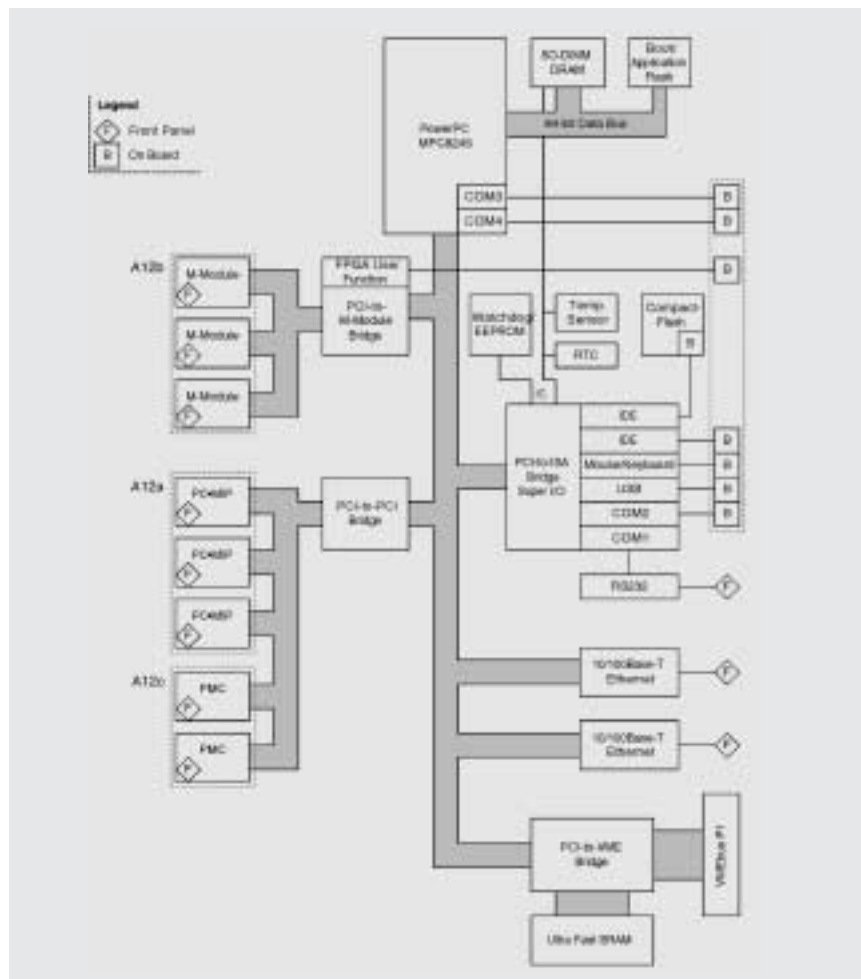 SO-DIMM
DRAM
Boot/
Application
Flash
Legend
F Front Panel
B On Board
PowerPC
MPC8245
64-bit Data Bus
COM3
B
COM4
B
A12b
M-Module
F
FPGA User
Function
B
PCI-to-
M-Module
Bridge
M-Module
F
M-Module
F
Watchdog/
EEPROM
Temp.
Sensor
RTC
Compact-
Flash
B
PCI-to-ISA
Bridge
Super I/O
IDE
IDE
B
Mouse/Keyboard
B
USB
B
COM2
B
COM1
RS232
F
A12a
PC-MIP
F
PCI-to-PCI
Bridge
PC-MIP
F
PC-MIP
F
A12c
PMC
F
PMC
F
10/100Base-T
Ethernet
F
10/100Base-T
Ethernet
F
PCI-to-VME
Bridge
VMEbus P1
Ultra Fast SRAM